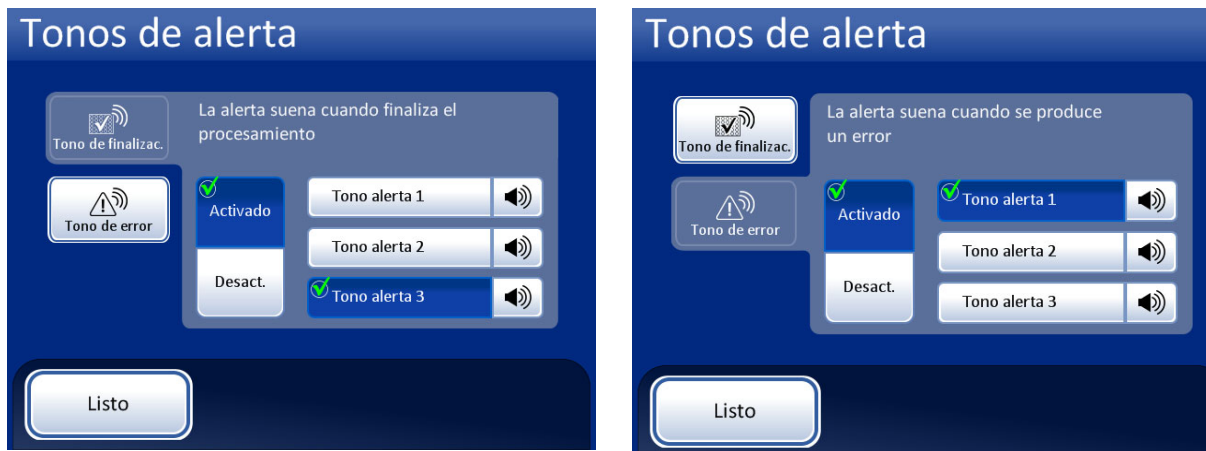 Tonos de alerta
Tono de finalizac.
La alerta suena cuando finaliza el
procesamiento
Tono de error
Activado
Desact.
Tono alerta 1
Tono alerta 2
Tono alerta 3
Listo
Tonos de alerta
Tono de finalizac.
La alerta suena cuando se produce
un error
Tono de error
Activado
Desact.
Tono alerta 1
Tono alerta 2
Tono alerta 3
Listo